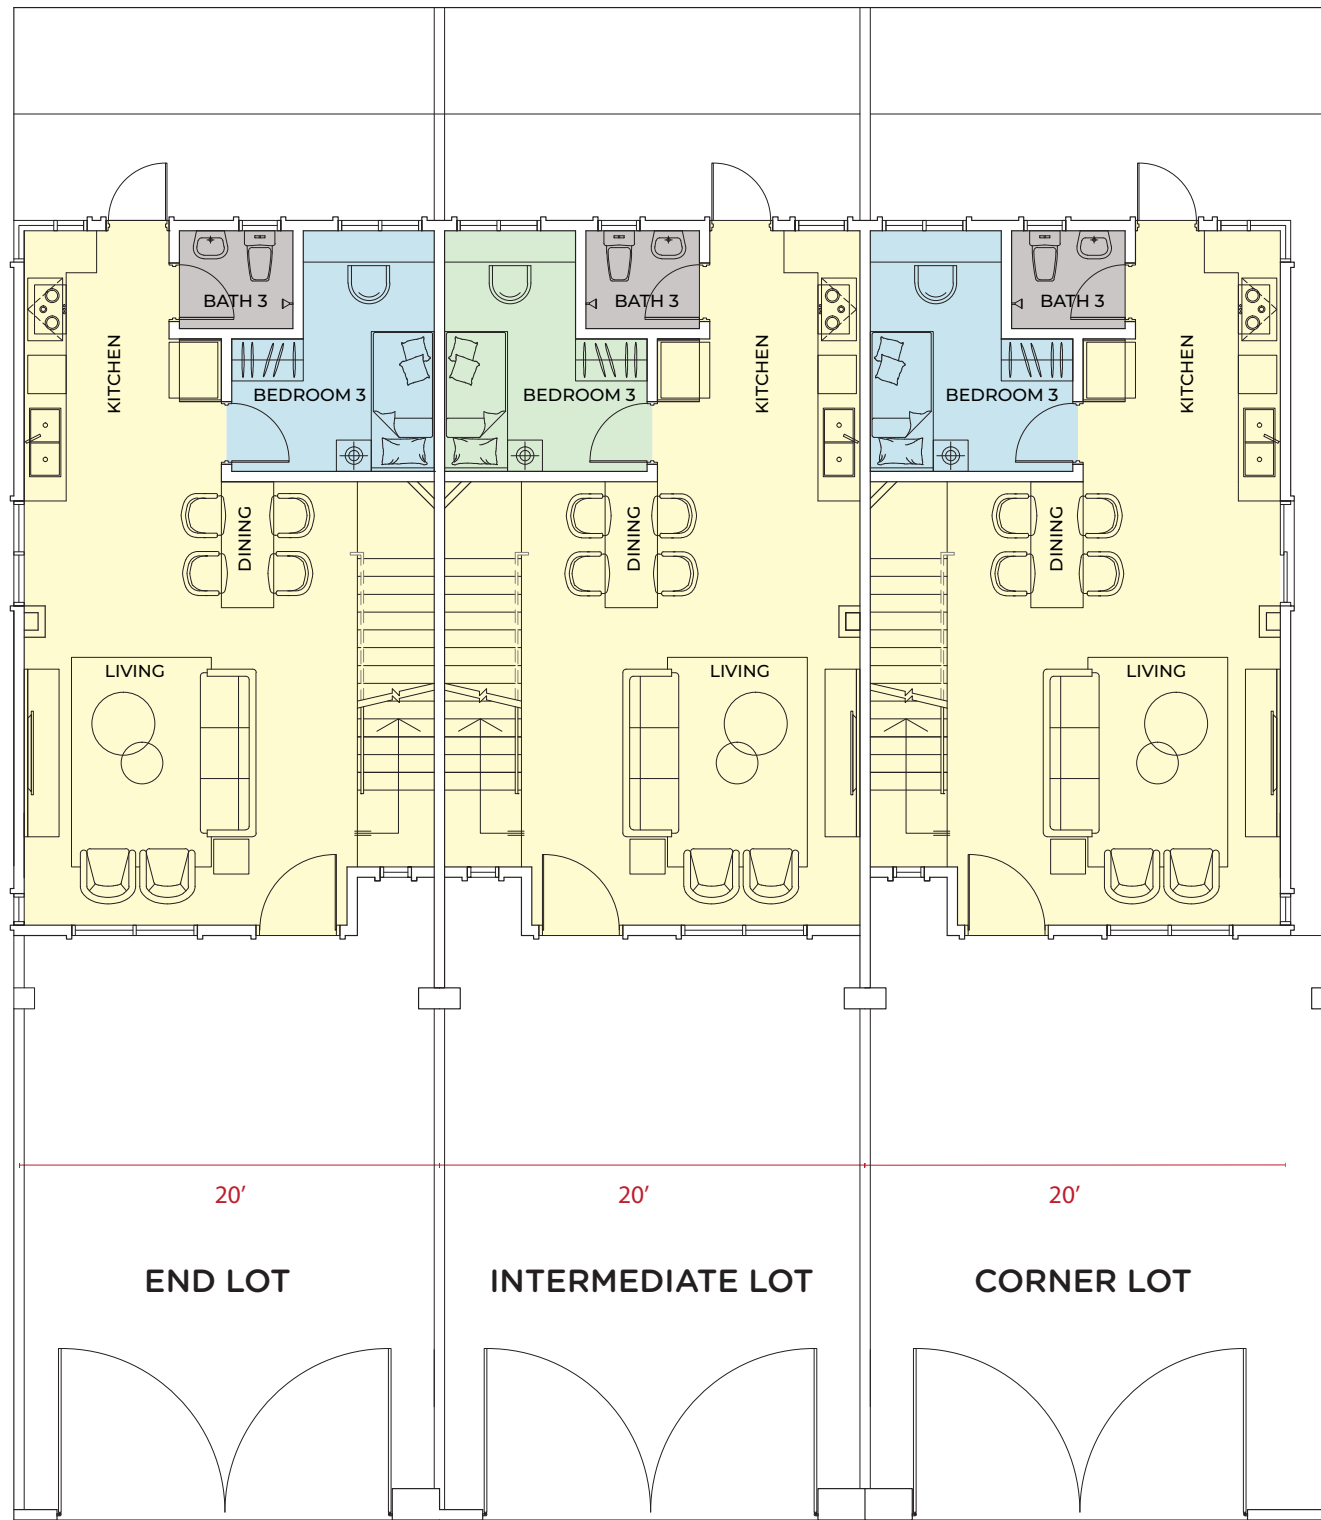 BATH 3
BATH 3
BATH 3
KITCHEN
KITCHEN
KITCHEN
BEDROOM 3
BEDROOM 3
BEDROOM 3
DINING
DINING
DINING
LIVING
LIVING
LIVING
20'
20'
20'
END LOT
INTERMEDIATE LOT
CORNER LOT